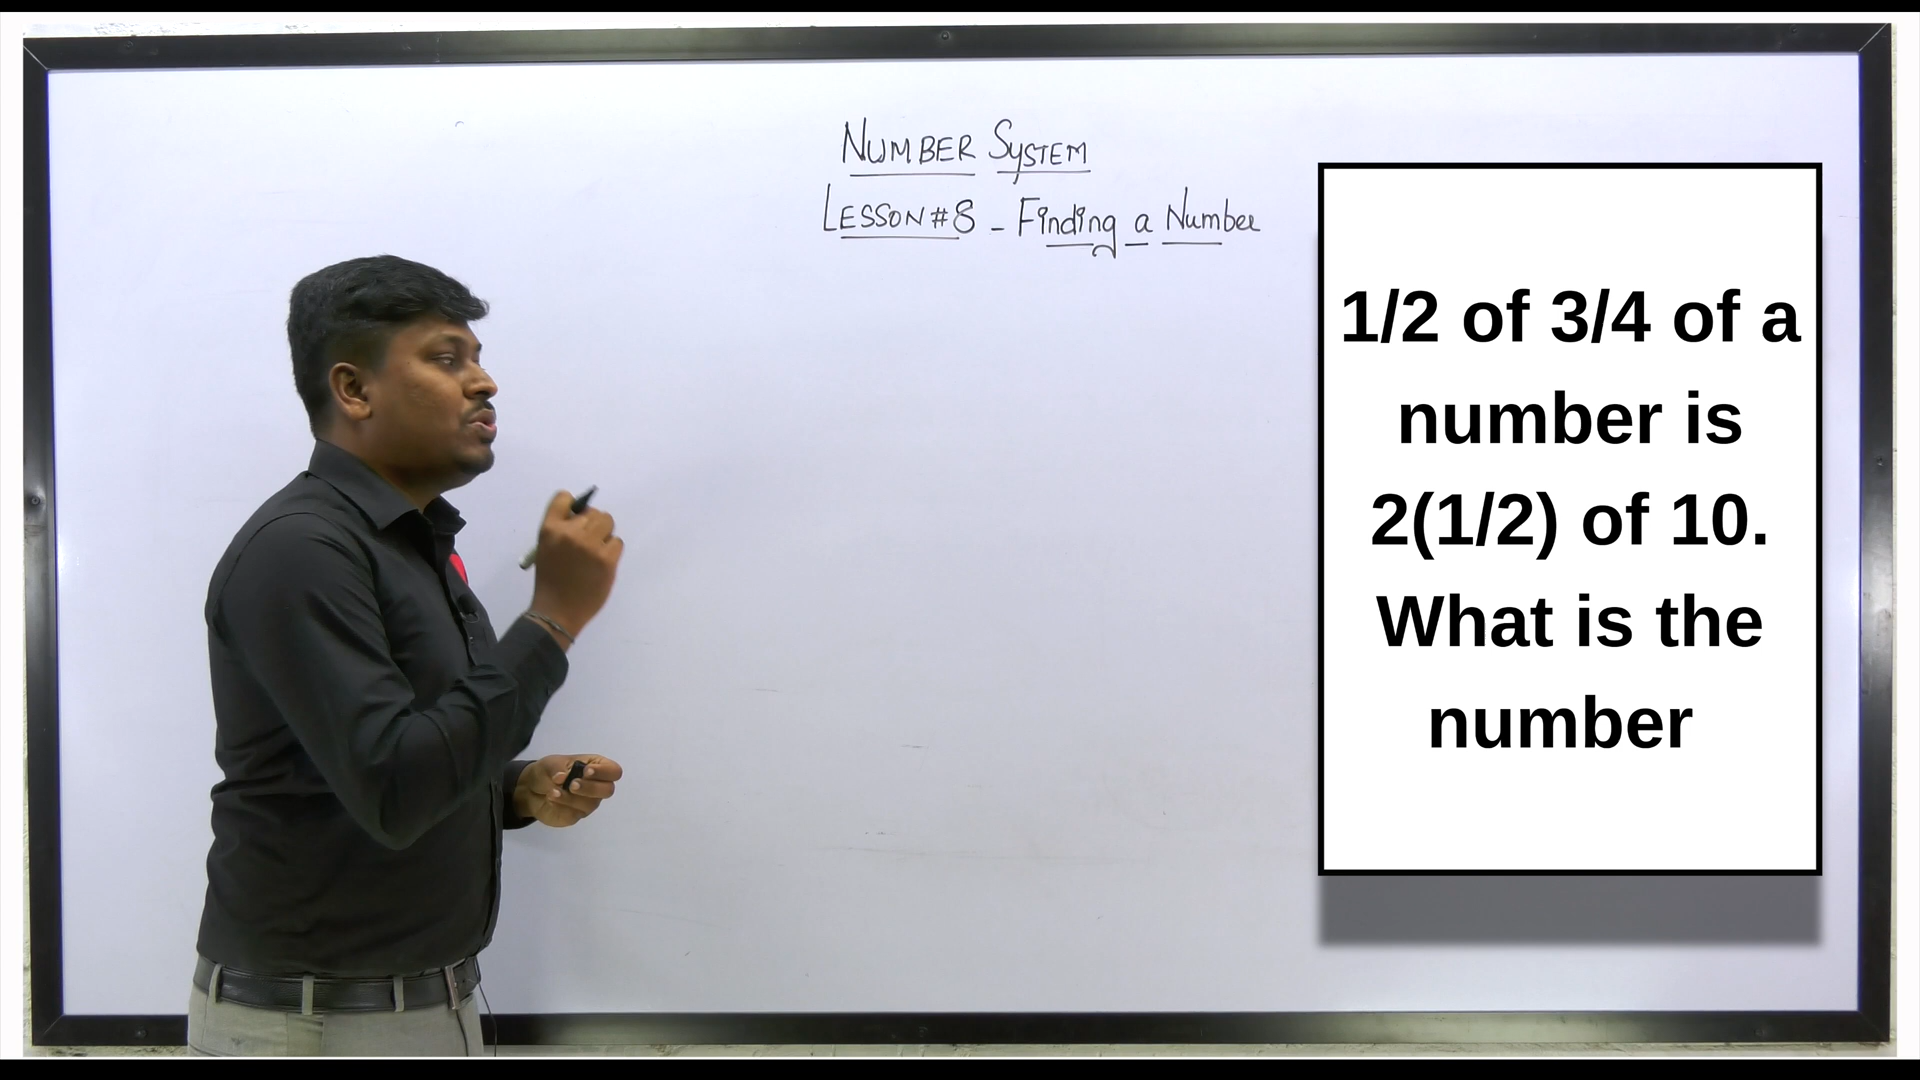 NUMBER SYSTEM
LESSON #8 - Finding a Number
1/2 of 3/4 of a
number is
2(1/2) of 10.
What is the
number